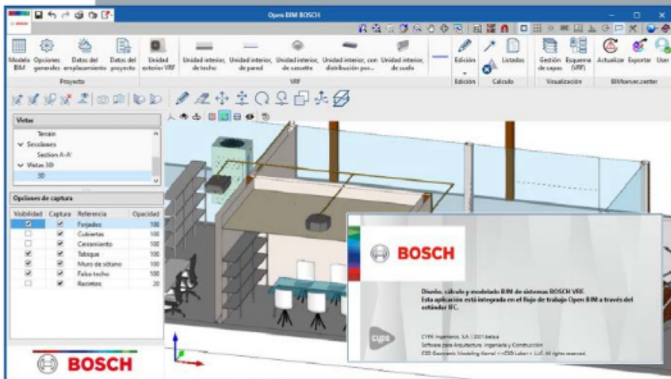 Open BIM BOSCH
Modelo BIM
Opciones generales
Datos del emplazamiento
Datos del proyecto
Unidad exterior VRF
Unidad interior, de techo
Unidad interior, de pared
Unidad interior, de cassette
Unidad interior, con distribución por...
Unidad interior, de suelo
Edición
Listados
Gestión de capas
Esquema (VRF)
Actualizar
Exportar
User
Proyecto
VRF
Edición
Cálculo
Visualización
BIMserver.center
Vistas
Terrain
Secciones
Section A-A'
Vistas 3D
3D
Opciones de captura
Visibilidad Captura Referencia Opacidad
Forjados 100
Cubiertas 100
Cerramiento 100
Tabique 100
Muro de sótano 100
Falso techo 100
Recintos 20
BOSCH
BOSCH
Diseño, cálculo y modelado BIM de sistemas BOSCH VRF.
Esta aplicación está integrada en el flujo de trabajo Open BIM a través del
estándar IFC.
cype
CYPE Ingenieros, S.A.
Software para Arquitectura, Ingeniería y Construcción
All rights reserved.